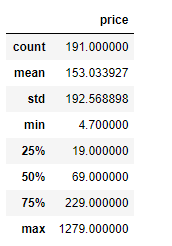 price
count 191.000000
mean 153.033927
std 192.568898
min 4.700000
25% 19.000000
50% 69.000000
75% 229.000000
max 1279.000000